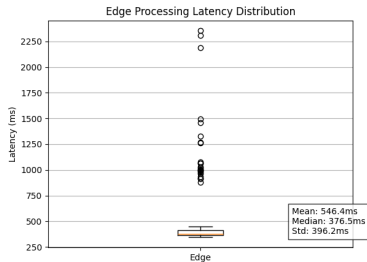 Edge Processing Latency Distribution
Latency (ms)
2250
2000
1750
1500
1250
1000
750
500
250
Edge
Mean: 546.4ms
Median: 376.5ms
Std: 396.2ms